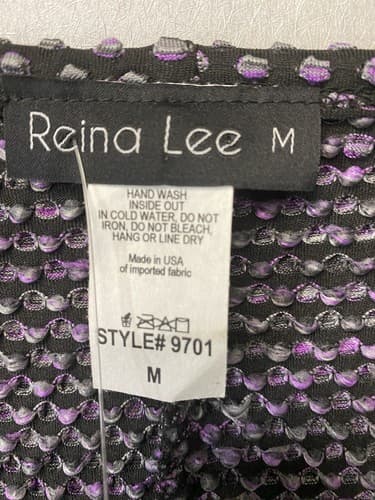 Reina Lee M
HAND WASH
INSIDE OUT
IN COLD WATER, DO NOT
IRON, DO NOT BLEACH,
HANG OR LINE DRY
Made in USA
of imported fabric
STYLE# 9701
M